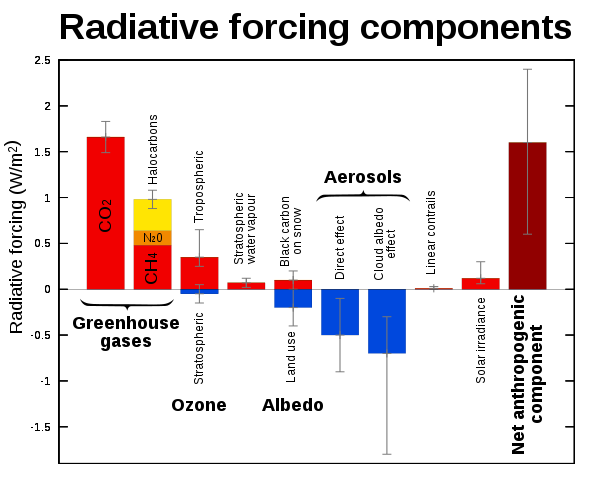 Radiative forcing components
Radiative forcing (W/m²)
2.5
2
1.5
1
0.5
0
-0.5
-1
-1.5
CO₂
Halocarbons
N₂O
CH₄
Greenhouse
gases
Tropospheric
Stratospheric
Ozone
Stratospheric
water vapour
Black carbon
on snow
Land use
Albedo
Aerosols
Direct effect
Cloud albedo
effect
Linear contrails
Solar irradiance
Net anthropogenic
component